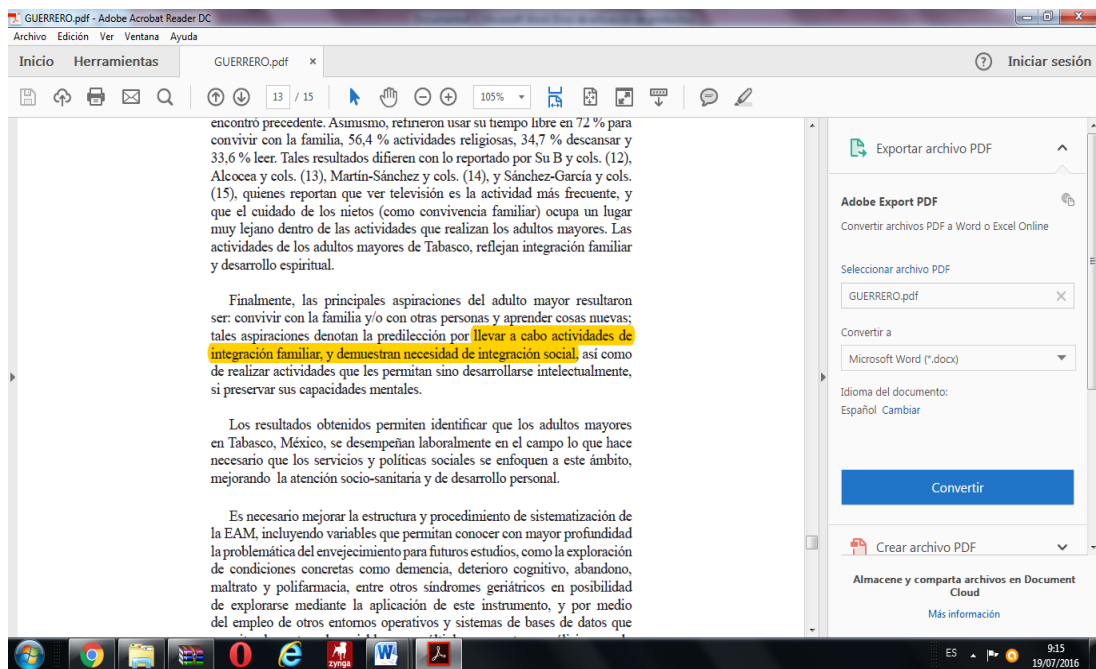 GUERRERO.pdf - Adobe Acrobat Reader DC
Archivo Edición Ver Ventana Ayuda
Inicio Herramientas GUERRERO.pdf × ? Iniciar sesión
13 / 15 105%
encontró precedente. Asimismo, refirieron usar su tiempo libre en 72 % para
convivir con la familia, 56,4 % actividades religiosas, 34,7 % descansar y
33,6 % leer. Tales resultados difieren con lo reportado por Su B y cols. (12),
Alcocea y cols. (13), Martín-Sánchez y cols. (14), y Sánchez-García y cols.
(15), quienes reportan que ver televisión es la actividad más frecuente, y
que el cuidado de los nietos (como convivencia familiar) ocupa un lugar
muy lejano dentro de las actividades que realizan los adultos mayores. Las
actividades de los adultos mayores de Tabasco, reflejan integración familiar
y desarrollo espiritual.
Finalmente, las principales aspiraciones del adulto mayor resultaron
ser: convivir con la familia y/o con otras personas y aprender cosas nuevas;
tales aspiraciones denotan la predilección por llevar a cabo actividades de
integración familiar, y demuestran necesidad de integración social, así como
de realizar actividades que les permitan sino desarrollarse intelectualmente,
si preservar sus capacidades mentales.
Los resultados obtenidos permiten identificar que los adultos mayores
en Tabasco, México, se desempeñan laboralmente en el campo lo que hace
necesario que los servicios y políticas sociales se enfoquen a este ámbito,
mejorando la atención socio-sanitaria y de desarrollo personal.
Es necesario mejorar la estructura y procedimiento de sistematización de
la EAM, incluyendo variables que permitan conocer con mayor profundidad
la problemática del envejecimiento para futuros estudios, como la exploración
de condiciones concretas como demencia, deterioro cognitivo, abandono,
maltrato y polifarmacia, entre otros síndromes geriátricos en posibilidad
de explorarse mediante la aplicación de este instrumento, y por medio
del empleo de otros entornos operativos y sistemas de bases de datos que
Exportar archivo PDF
Adobe Export PDF
Convertir archivos PDF a Word o Excel Online
Seleccionar archivo PDF
GUERRERO.pdf ×
Convertir a
Microsoft Word (*.docx)
Idioma del documento:
Español Cambiar
Convertir
Crear archivo PDF
Almacene y comparta archivos en Document
Cloud
Más información
zynga
ES
9:15
19/07/2016